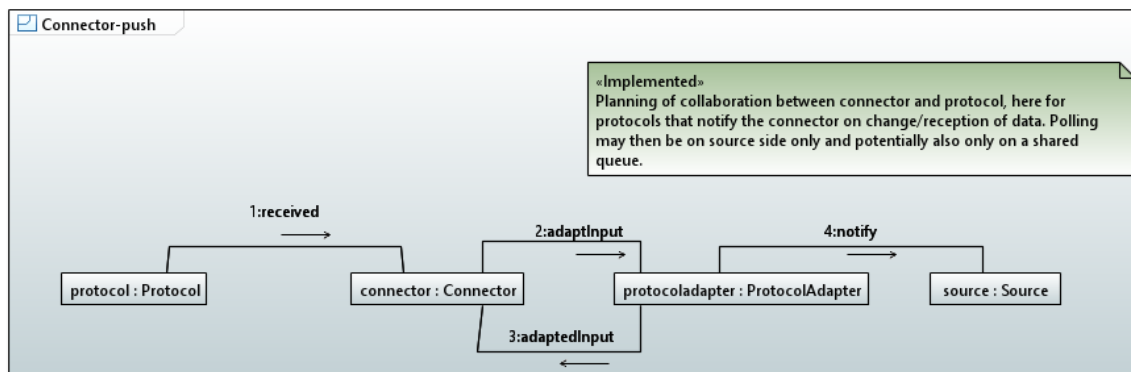 Connector-push
«Implemented»
Planning of collaboration between connector and protocol, here for
protocols that notify the connector on change/reception of data. Polling
may then be on source side only and potentially also only on a shared
queue.
1:received
2:adaptInput
4:notify
protocol : Protocol
connector : Connector
protocoladapter : ProtocolAdapter
source : Source
3:adaptedInput